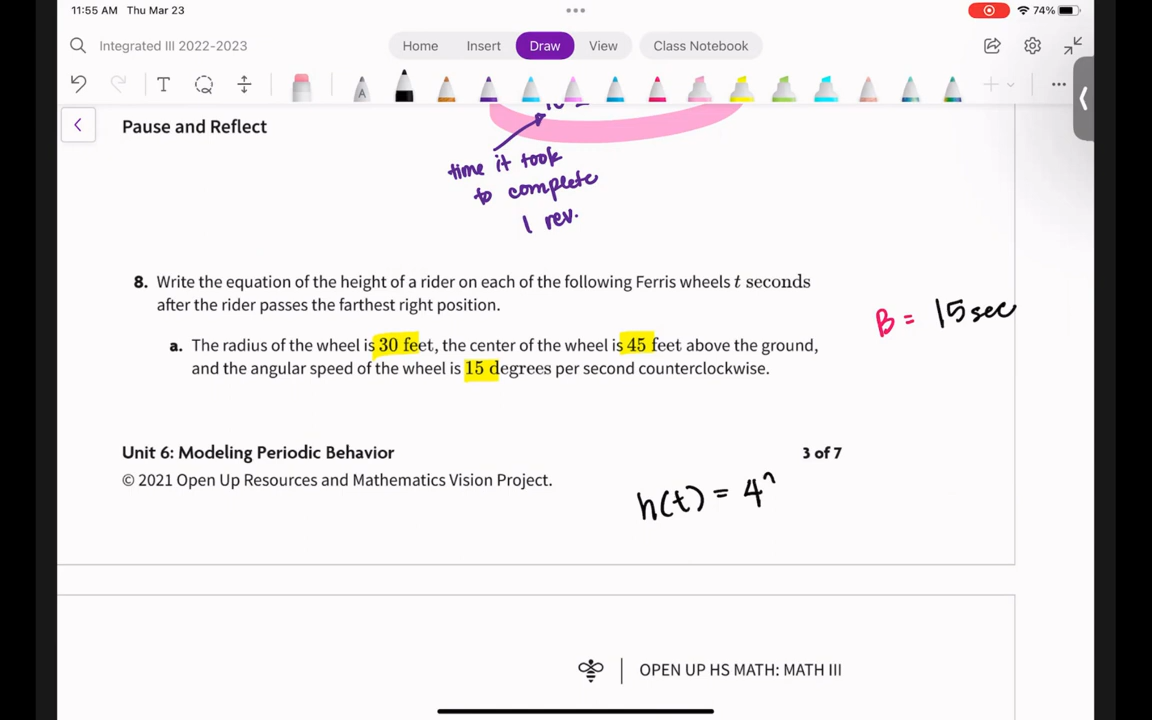 11:55 AM Thu Mar 23
74%
Integrated III 2022-2023
Home Insert Draw View Class Notebook
T A
Pause and Reflect
time it took
to complete
1 rev.
8. Write the equation of the height of a rider on each of the following Ferris wheels t seconds
after the rider passes the farthest right position.
B = 15sec
a. The radius of the wheel is 30 feet, the center of the wheel is 45 feet above the ground,
and the angular speed of the wheel is 15 degrees per second counterclockwise.
Unit 6: Modeling Periodic Behavior 3 of 7
© 2021 Open Up Resources and Mathematics Vision Project.
h(t) = 4
OPEN UP HS MATH: MATH III